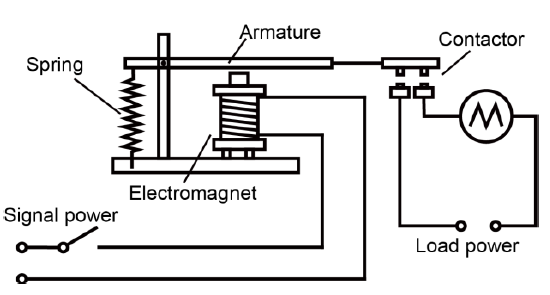 Armature
Contactor
Spring
Electromagnet
Signal power
Load power